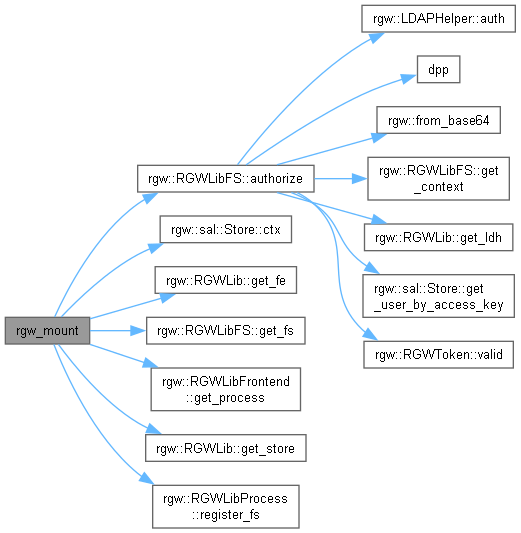 rgw_mount
rgw::RGWLibFS::authorize
rgw::sal::Store::ctx
rgw::RGWLib::get_fe
rgw::RGWLibFS::get_fs
rgw::RGWLibFrontend
::get_process
rgw::RGWLib::get_store
rgw::RGWLibProcess
::register_fs
rgw::LDAPHelper::auth
dpp
rgw::from_base64
rgw::RGWLibFS::get
_context
rgw::RGWLib::get_ldh
rgw::sal::Store::get
_user_by_access_key
rgw::RGWToken::valid